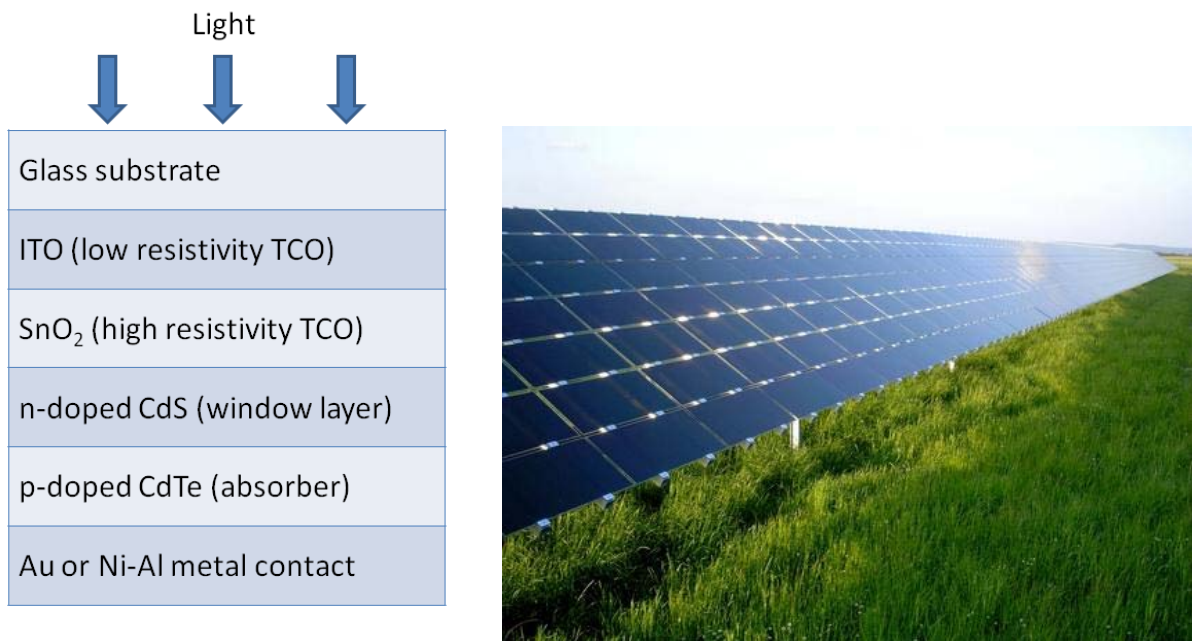 Light
Glass substrate
ITO (low resistivity TCO)
SnO₂ (high resistivity TCO)
n-doped CdS (window layer)
p-doped CdTe (absorber)
Au or Ni-Al metal contact